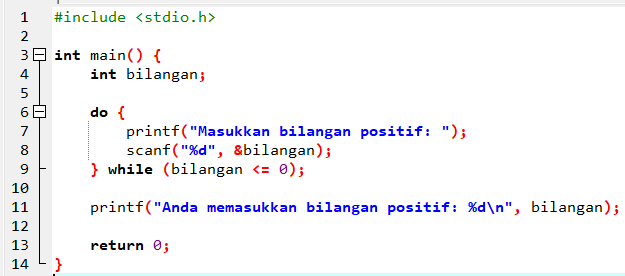 1 #include <stdio.h>
2
3 int main() {
4     int bilangan;
5
6     do {
7         printf("Masukkan bilangan positif: ");
8         scanf("%d", &bilangan);
9     } while (bilangan <= 0);
10
11     printf("Anda memasukkan bilangan positif: %d\n", bilangan);
12
13     return 0;
14 }